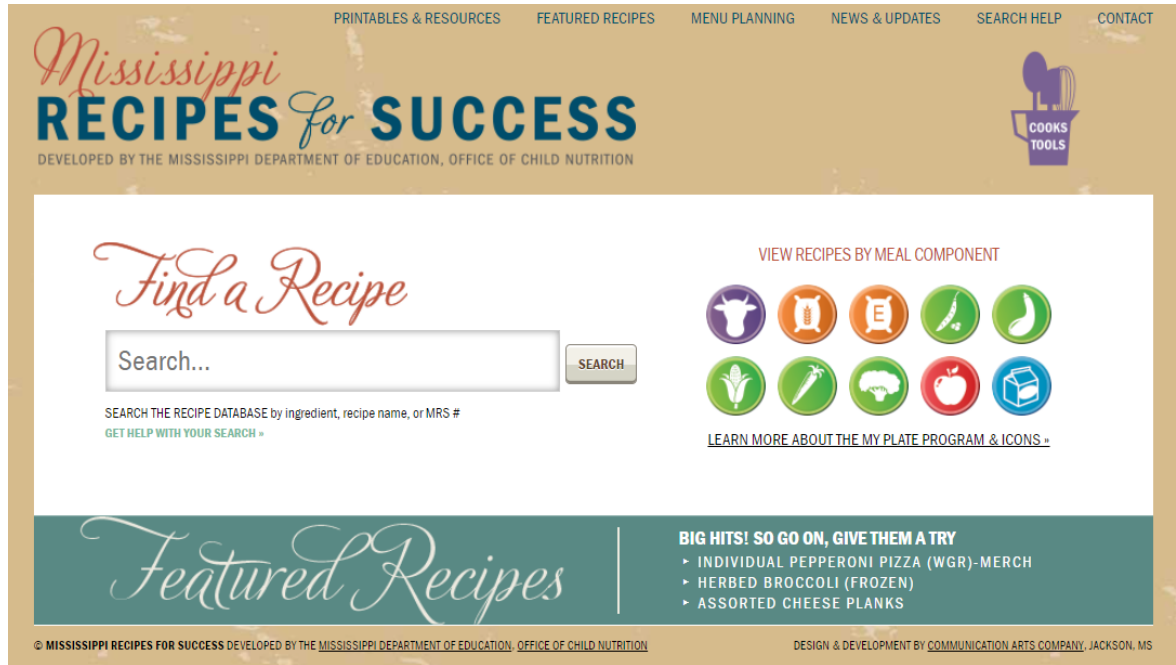 PRINTABLES & RESOURCES FEATURED RECIPES MENU PLANNING NEWS & UPDATES SEARCH HELP CONTACT
Mississippi
RECIPES for SUCCESS
DEVELOPED BY THE MISSISSIPPI DEPARTMENT OF EDUCATION, OFFICE OF CHILD NUTRITION
COOKS
TOOLS
Find a Recipe
Search...
SEARCH
SEARCH THE RECIPE DATABASE by ingredient, recipe name, or MRS #
GET HELP WITH YOUR SEARCH »
VIEW RECIPES BY MEAL COMPONENT
E
LEARN MORE ABOUT THE MY PLATE PROGRAM & ICONS »
Featured Recipes
BIG HITS! SO GO ON, GIVE THEM A TRY
‣ INDIVIDUAL PEPPERONI PIZZA (WGR)-MERCH
‣ HERBED BROCCOLI (FROZEN)
‣ ASSORTED CHEESE PLANKS
© MISSISSIPPI RECIPES FOR SUCCESS DEVELOPED BY THE MISSISSIPPI DEPARTMENT OF EDUCATION, OFFICE OF CHILD NUTRITION
DESIGN & DEVELOPMENT BY COMMUNICATION ARTS COMPANY, JACKSON, MS